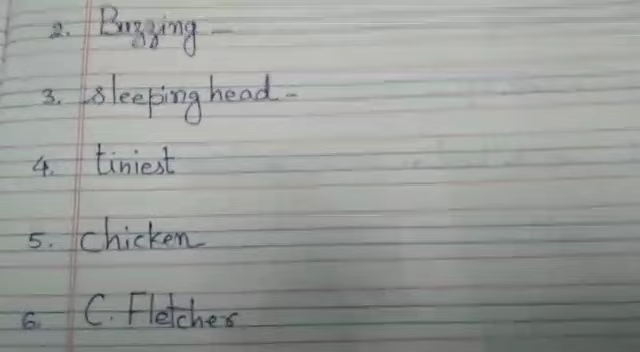 2. Buzzing -
3. sleeping head -
4. tiniest
5. chicken
6. C. Fletcher